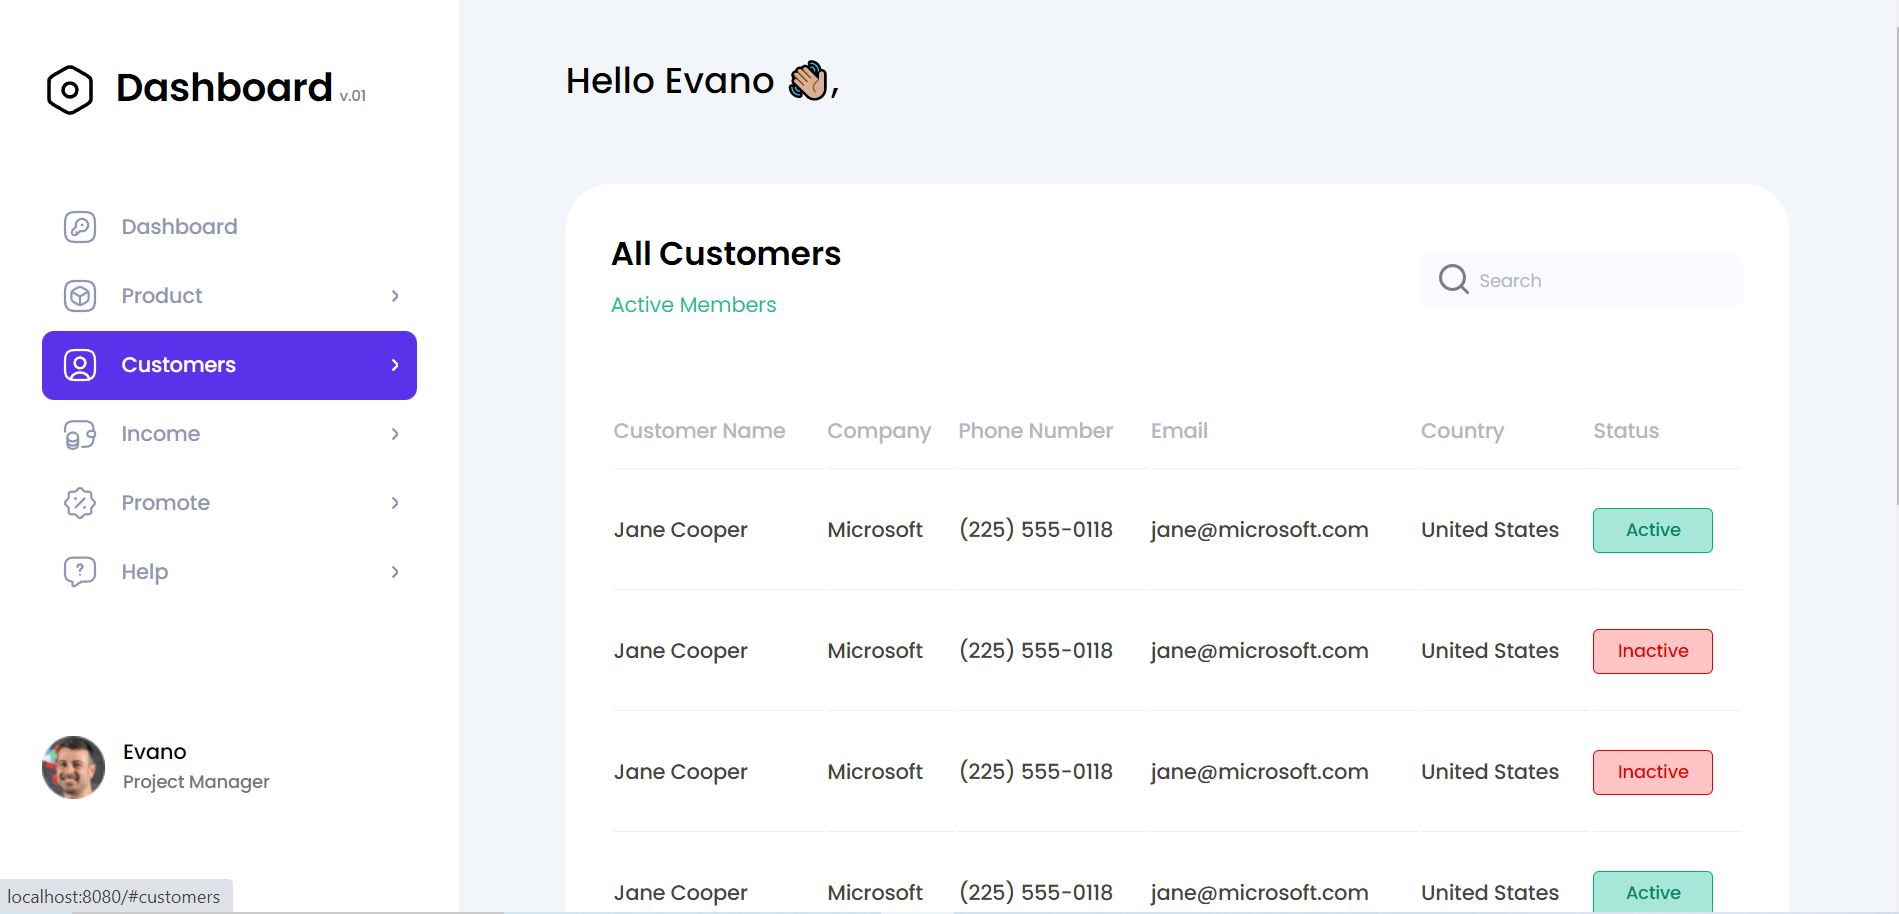 Dashboard v.01
Dashboard
Product
Customers
Income
Promote
Help
Evano
Project Manager
localhost:8080/#customers
Hello Evano 👋🏽,
All Customers
Active Members
Search
Customer Name Company Phone Number Email Country Status
Jane Cooper Microsoft (225) 555-0118 jane@microsoft.com United States Active
Jane Cooper Microsoft (225) 555-0118 jane@microsoft.com United States Inactive
Jane Cooper Microsoft (225) 555-0118 jane@microsoft.com United States Inactive
Jane Cooper Microsoft (225) 555-0118 jane@microsoft.com United States Active